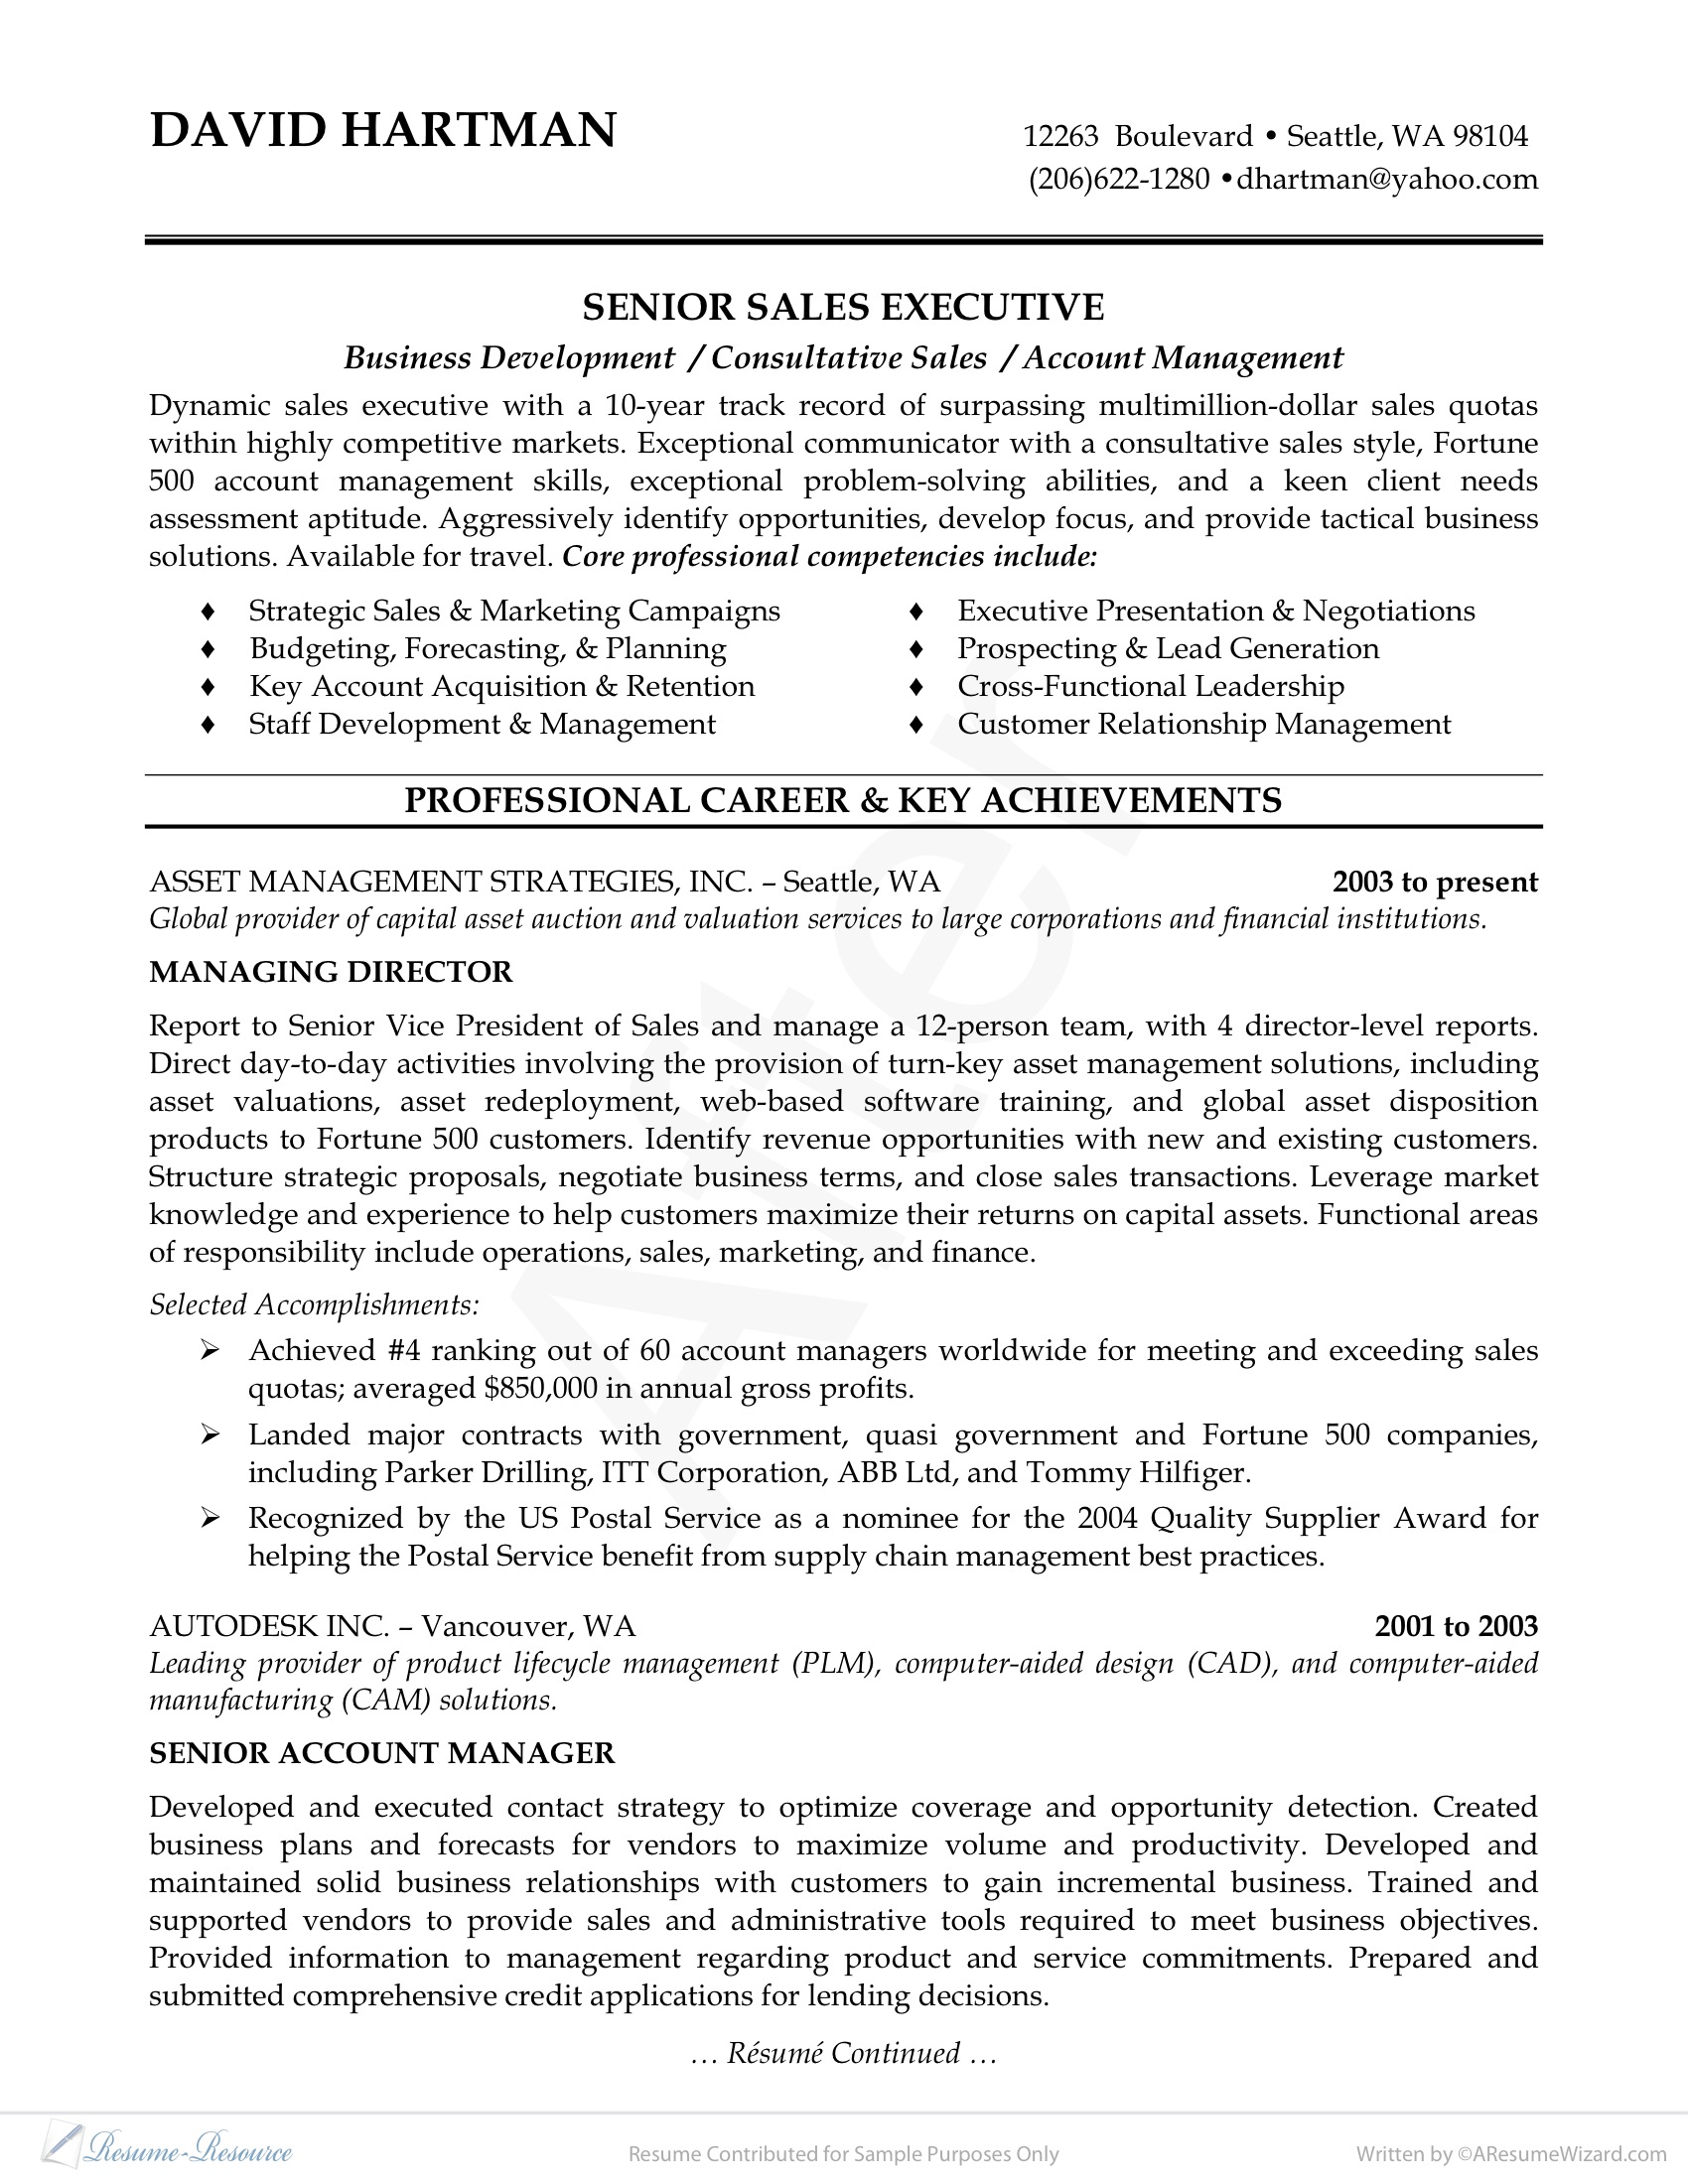 DAVID HARTMAN
12263  Boulevard • Seattle, WA 98104
(206)622-1280 •dhartman@yahoo.com
SENIOR SALES EXECUTIVE
Business Development / Consultative Sales / Account Management
Dynamic sales executive with a 10-year track record of surpassing multimillion-dollar sales quotas
within highly competitive markets. Exceptional communicator with a consultative sales style, Fortune
500 account management skills, exceptional problem-solving abilities, and a keen client needs
assessment aptitude. Aggressively identify opportunities, develop focus, and provide tactical business
solutions. Available for travel. Core professional competencies include:
♦ Strategic Sales & Marketing Campaigns
♦ Budgeting, Forecasting, & Planning
♦ Key Account Acquisition & Retention
♦ Staff Development & Management
♦ Executive Presentation & Negotiations
♦ Prospecting & Lead Generation
♦ Cross-Functional Leadership
♦ Customer Relationship Management
PROFESSIONAL CAREER & KEY ACHIEVEMENTS
ASSET MANAGEMENT STRATEGIES, INC. – Seattle, WA 2003 to present
Global provider of capital asset auction and valuation services to large corporations and financial institutions.
MANAGING DIRECTOR
Report to Senior Vice President of Sales and manage a 12-person team, with 4 director-level reports.
Direct day-to-day activities involving the provision of turn-key asset management solutions, including
asset valuations, asset redeployment, web-based software training, and global asset disposition
products to Fortune 500 customers. Identify revenue opportunities with new and existing customers.
Structure strategic proposals, negotiate business terms, and close sales transactions. Leverage market
knowledge and experience to help customers maximize their returns on capital assets. Functional areas
of responsibility include operations, sales, marketing, and finance.
Selected Accomplishments:
➢ Achieved #4 ranking out of 60 account managers worldwide for meeting and exceeding sales
quotas; averaged $850,000 in annual gross profits.
➢ Landed major contracts with government, quasi government and Fortune 500 companies,
including Parker Drilling, ITT Corporation, ABB Ltd, and Tommy Hilfiger.
➢ Recognized by the US Postal Service as a nominee for the 2004 Quality Supplier Award for
helping the Postal Service benefit from supply chain management best practices.
AUTODESK INC. – Vancouver, WA 2001 to 2003
Leading provider of product lifecycle management (PLM), computer-aided design (CAD), and computer-aided
manufacturing (CAM) solutions.
SENIOR ACCOUNT MANAGER
Developed and executed contact strategy to optimize coverage and opportunity detection. Created
business plans and forecasts for vendors to maximize volume and productivity. Developed and
maintained solid business relationships with customers to gain incremental business. Trained and
supported vendors to provide sales and administrative tools required to meet business objectives.
Provided information to management regarding product and service commitments. Prepared and
submitted comprehensive credit applications for lending decisions.
… Résumé Continued …
After
Resume-Resource
Resume Contributed for Sample Purposes Only
Written by ©AResumeWizard.com